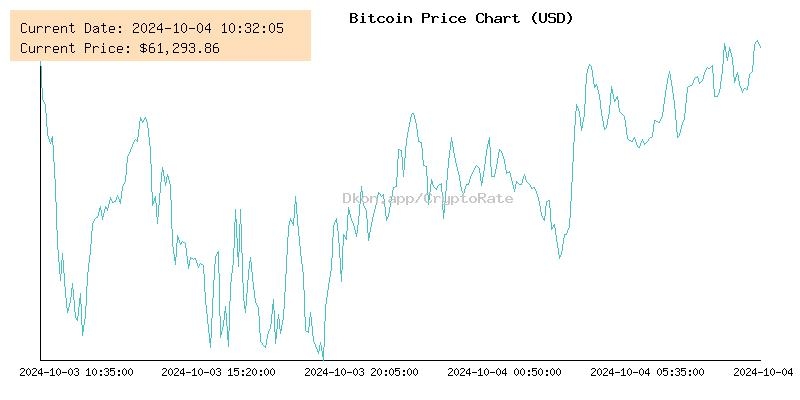 Bitcoin Price Chart (USD)
Current Date: 2024-10-04 10:32:05
Current Price: $61,293.86
Dkon.app/CryptoRate
2024-10-03 10:35:00 2024-10-03 15:20:00 2024-10-03 20:05:00 2024-10-04 00:50:00 2024-10-04 05:35:00 2024-10-04